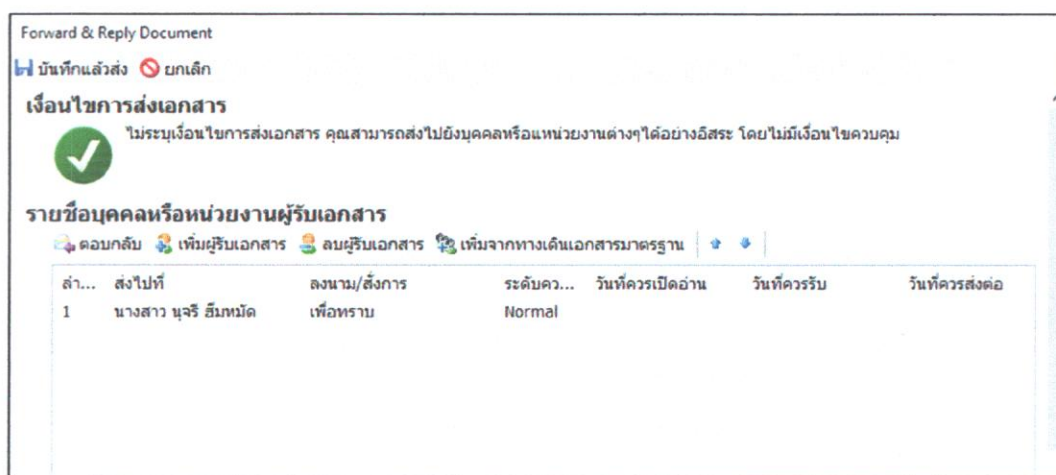 Forward & Reply Document
บันทึกแล้วส่ง ยกเลิก
เงื่อนไขการส่งเอกสาร
ไม่ระบุเงื่อนไขการส่งเอกสาร คุณสามารถส่งไปยังบุคคลหรือแหน่วยงานต่างๆได้อย่างอิสระ โดยไม่มีเงื่อนไขควบคุม
รายชื่อบุคคลหรือหน่วยงานผู้รับเอกสาร
ตอบกลับ เพิ่มผู้รับเอกสาร ลบผู้รับเอกสาร เพิ่มจากทางเดินเอกสารมาตรฐาน
ลำ... ส่งไปที่ ลงนาม/สั่งการ ระดับคว... วันที่ควรเปิดอ่าน วันที่ควรรับ วันที่ควรส่งต่อ
1 นางสาว นุจรี ฮีมหมัด เพื่อทราบ Normal